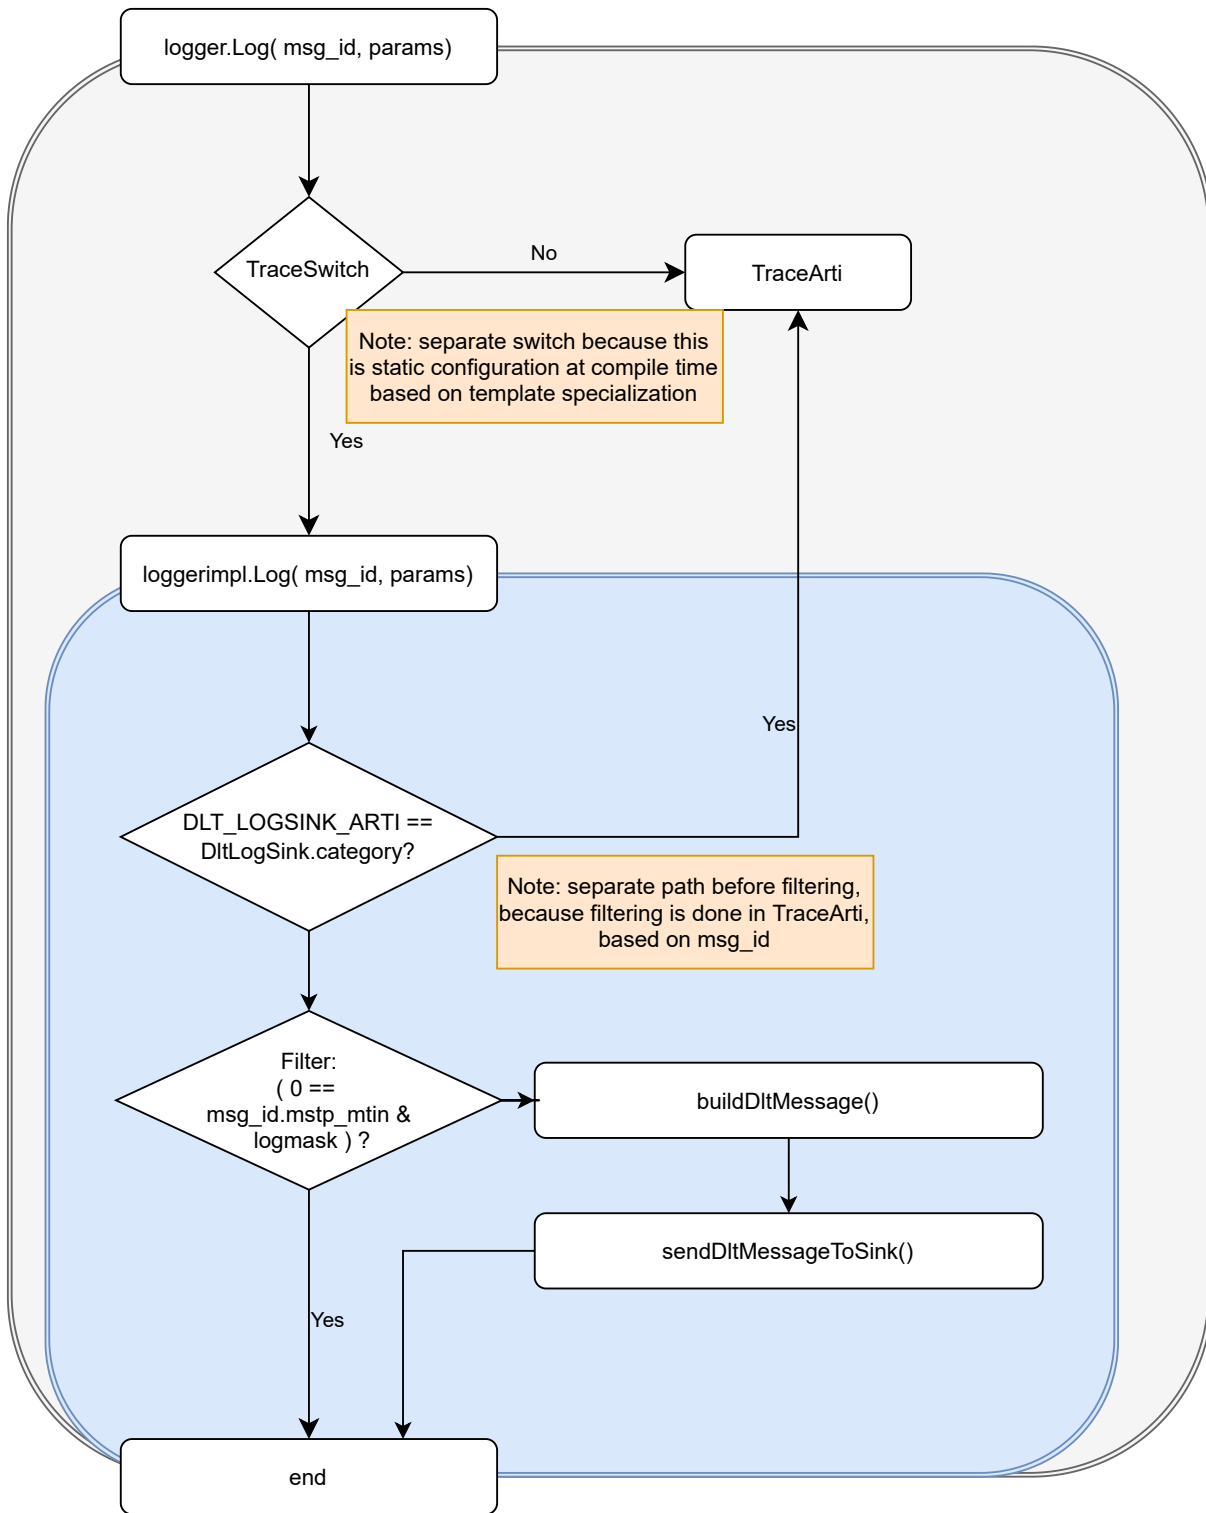 logger.Log( msg_id, params)
TraceSwitch
No
TraceArti
Note: separate switch because this
is static configuration at compile time
based on template specialization
Yes
loggerimpl.Log( msg_id, params)
Yes
DLT_LOGSINK_ARTI ==
DltLogSink.category?
Note: separate path before filtering,
because filtering is done in TraceArti,
based on msg_id
Filter:
( 0 ==
msg_id.mstp_mtin &
logmask ) ?
buildDltMessage()
sendDltMessageToSink()
Yes
end